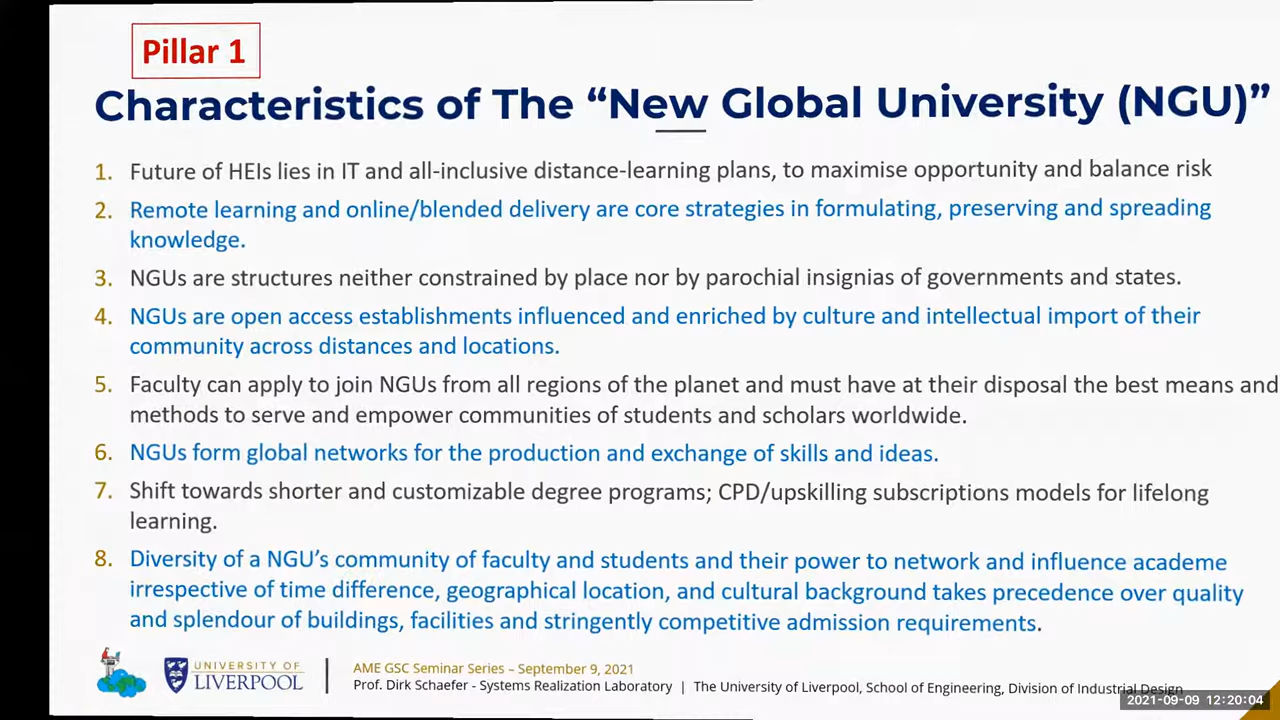 Pillar 1
Characteristics of The “New Global University (NGU)”
1. Future of HEIs lies in IT and all-inclusive distance-learning plans, to maximise opportunity and balance risk
2. Remote learning and online/blended delivery are core strategies in formulating, preserving and spreading
knowledge.
3. NGUs are structures neither constrained by place nor by parochial insignias of governments and states.
4. NGUs are open access establishments influenced and enriched by culture and intellectual import of their
community across distances and locations.
5. Faculty can apply to join NGUs from all regions of the planet and must have at their disposal the best means and
methods to serve and empower communities of students and scholars worldwide.
6. NGUs form global networks for the production and exchange of skills and ideas.
7. Shift towards shorter and customizable degree programs; CPD/upskilling subscriptions models for lifelong
learning.
8. Diversity of a NGU’s community of faculty and students and their power to network and influence academe
irrespective of time difference, geographical location, and cultural background takes precedence over quality
and splendour of buildings, facilities and stringently competitive admission requirements.
UNIVERSITY OF
LIVERPOOL
AME GSC Seminar Series – September 9, 2021
Prof. Dirk Schaefer - Systems Realization Laboratory | The University of Liverpool, School of Engineering, Division of Industrial Design
2021-09-09 12:20:04